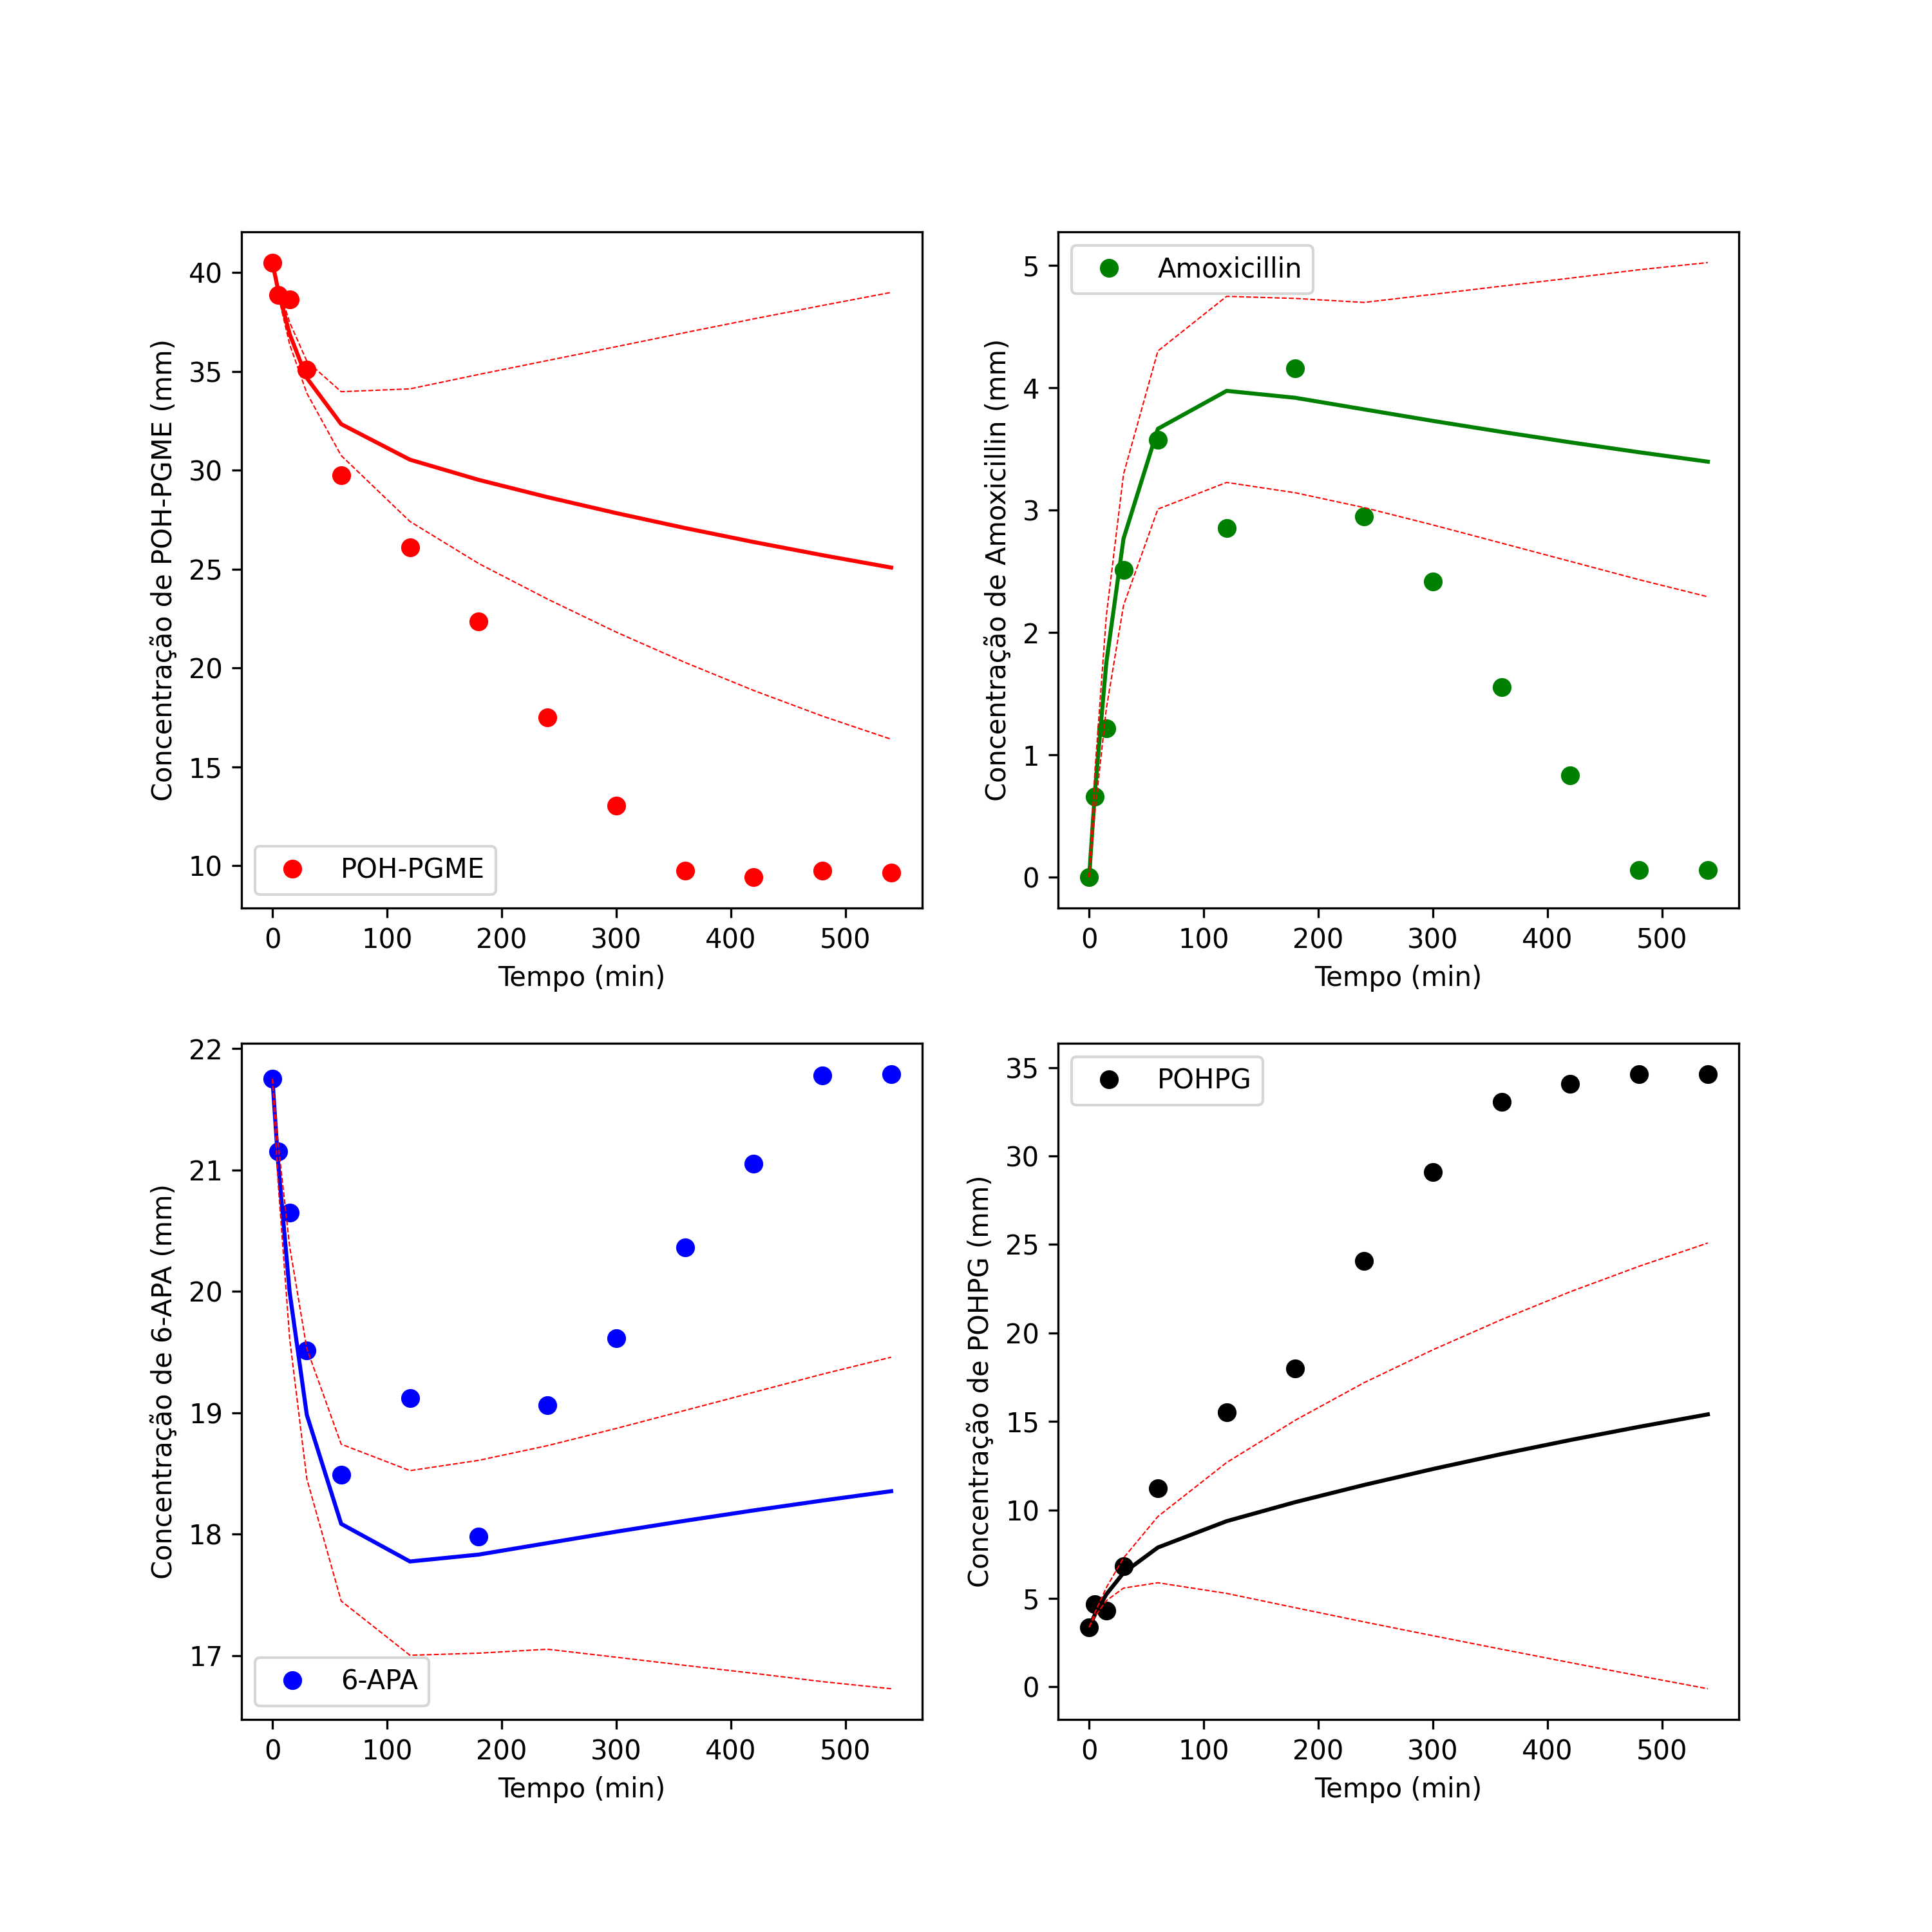 Concentração de POH-PGME (mm)
40
35
30
25
20
15
10
POH-PGME
0 100 200 300 400 500
Tempo (min)
Concentração de Amoxicillin (mm)
5
4
3
2
1
0
Amoxicillin
0 100 200 300 400 500
Tempo (min)
Concentração de 6-APA (mm)
22
21
20
19
18
17
6-APA
0 100 200 300 400 500
Tempo (min)
Concentração de POHPG (mm)
35
30
25
20
15
10
5
0
POHPG
0 100 200 300 400 500
Tempo (min)